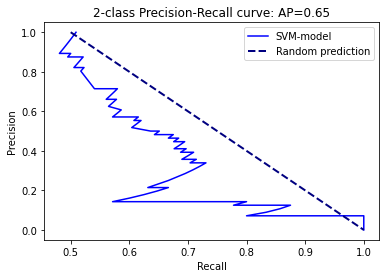 2-class Precision-Recall curve: AP=0.65
SVM-model
Random prediction
Precision
1.0
0.8
0.6
0.4
0.2
0.0
0.5 0.6 0.7 0.8 0.9 1.0
Recall